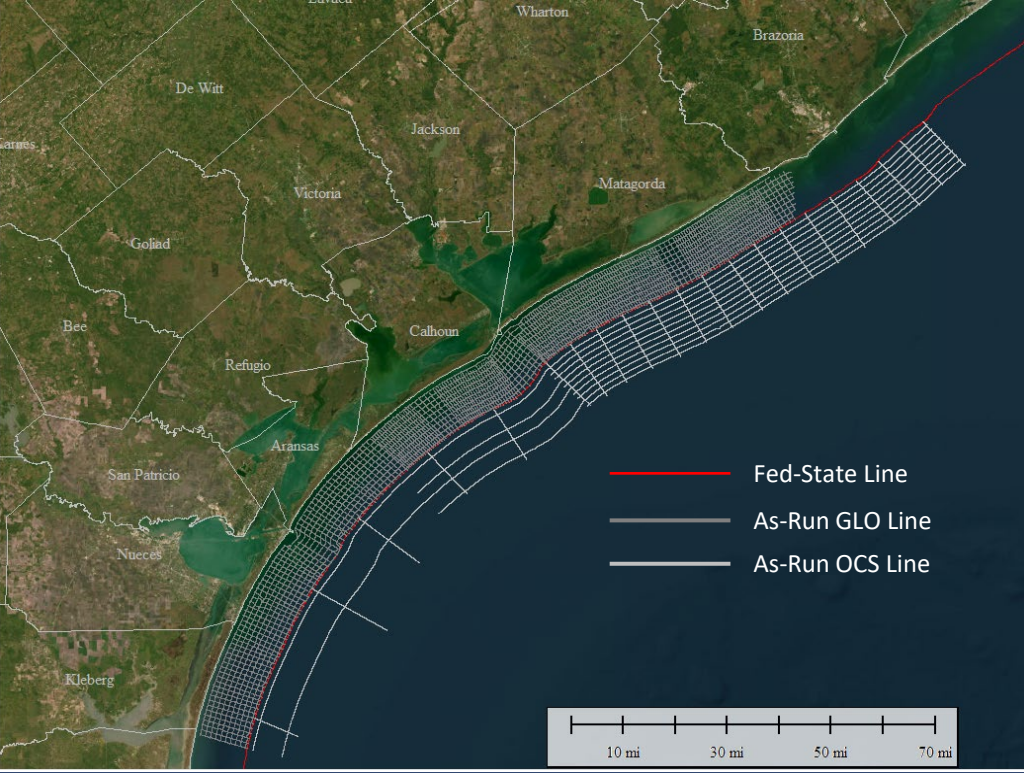 Wharton
Brazoria
De Witt
Jackson
Victoria
Matagorda
Goliad
Bee
Calhoun
Refugio
Aransas
San Patricio
Nueces
Kleberg
Fed-State Line
As-Run GLO Line
As-Run OCS Line
10 mi 30 mi 50 mi 70 mi